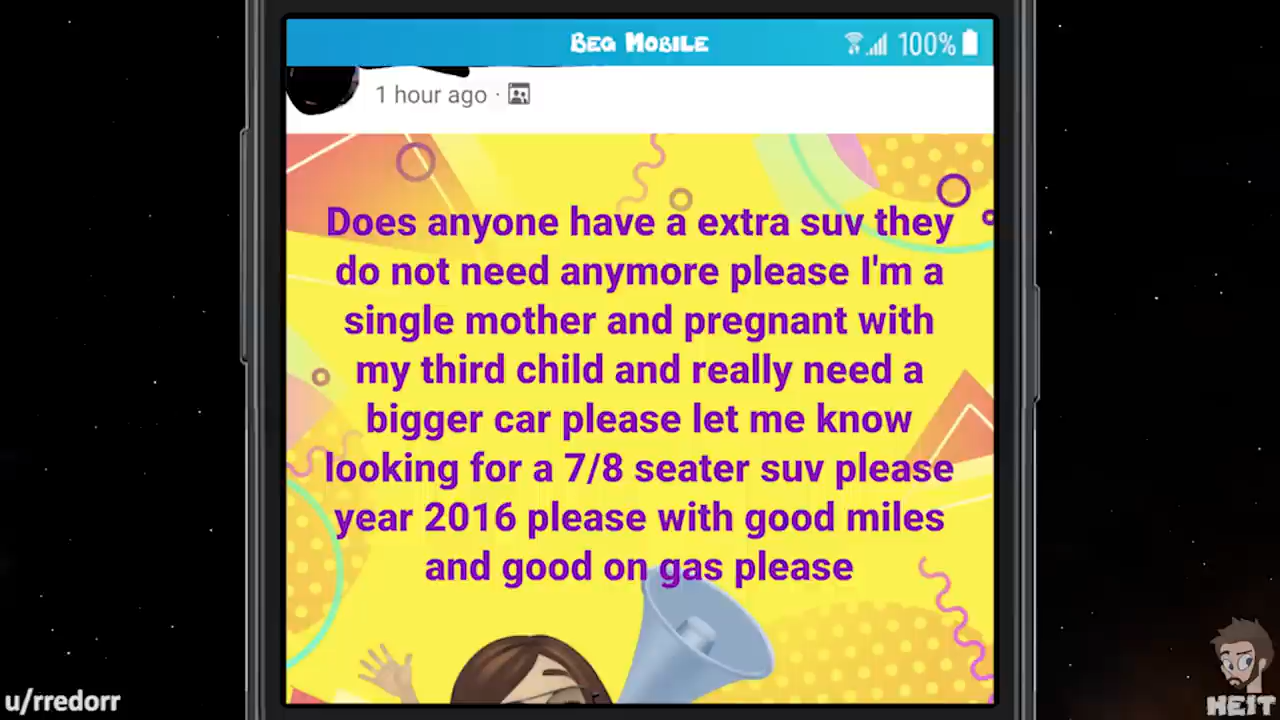 Beg Mobile
100%
1 hour ago ·
Does anyone have a extra suv they
do not need anymore please I'm a
single mother and pregnant with
my third child and really need a
bigger car please let me know
looking for a 7/8 seater suv please
year 2016 please with good miles
and good on gas please
u/rredorr
HEIT